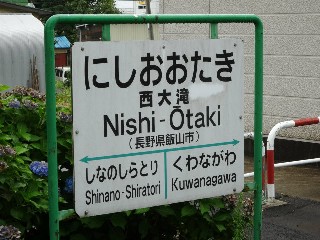 にしおおたき
西大滝
Nishi-Ōtaki
(長野県飯山市)
しなのしらとり くわながわ
Shinano-Shiratori Kuwanagawa